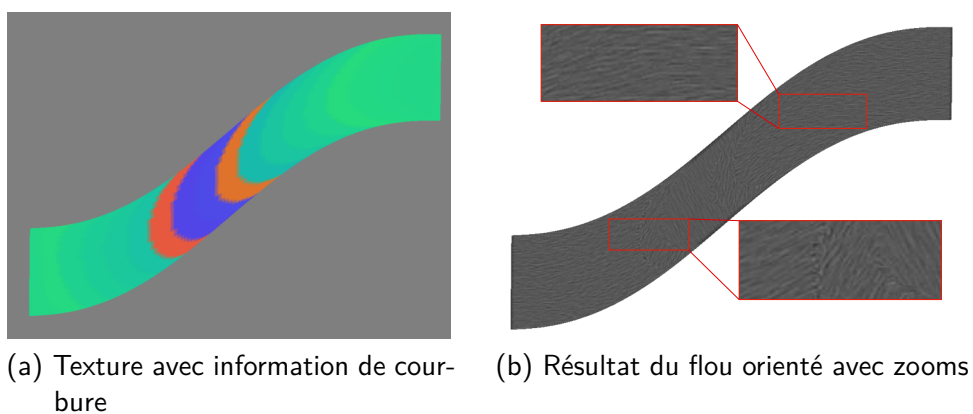 (a) Texture avec information de cour-
bure
(b) Résultat du flou orienté avec zooms